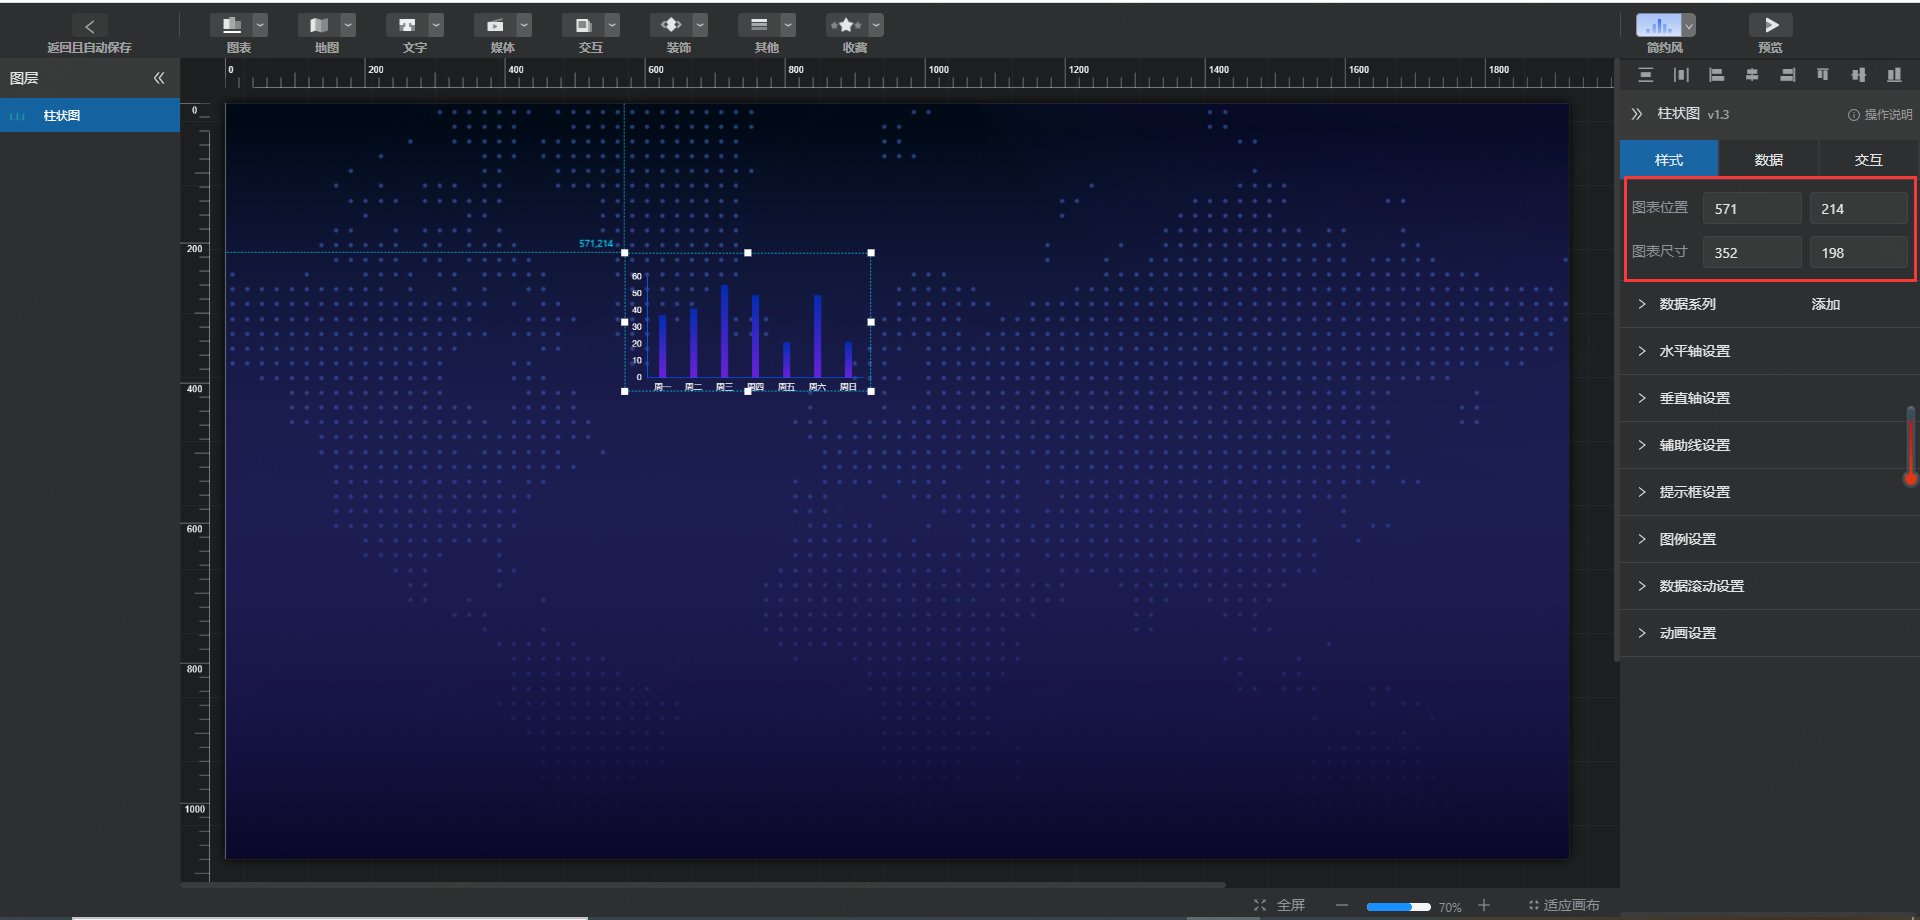 返回且自动保存
图表
地图
文字
媒体
交互
装饰
其他
收藏
简约风
预览
图层
柱状图
0 200 400 600 800 1000 1200 1400 1600 1800
0
200
400
600
800
1000
571,214
60
50
40
30
20
10
0
周一 周二 周三 周四 周五 周六 周日
柱状图 v1.3 操作说明
样式 数据 交互
图表位置 571 214
图表尺寸 352 198
数据系列 添加
水平轴设置
垂直轴设置
辅助线设置
提示框设置
图例设置
数据滚动设置
动画设置
全屏 70% 适应画布